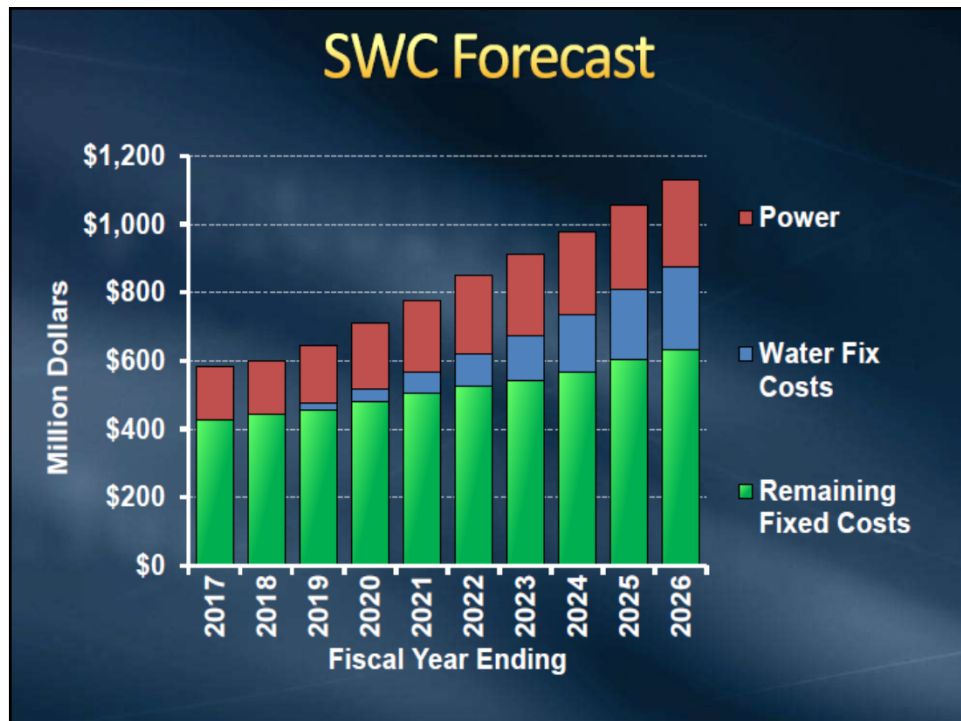 SWC Forecast
$1,200
$1,000
$800
$600
$400
$200
$0
Million Dollars
2017
2018
2019
2020
2021
2022
2023
2024
2025
2026
Fiscal Year Ending
Power
Water Fix
Costs
Remaining
Fixed Costs